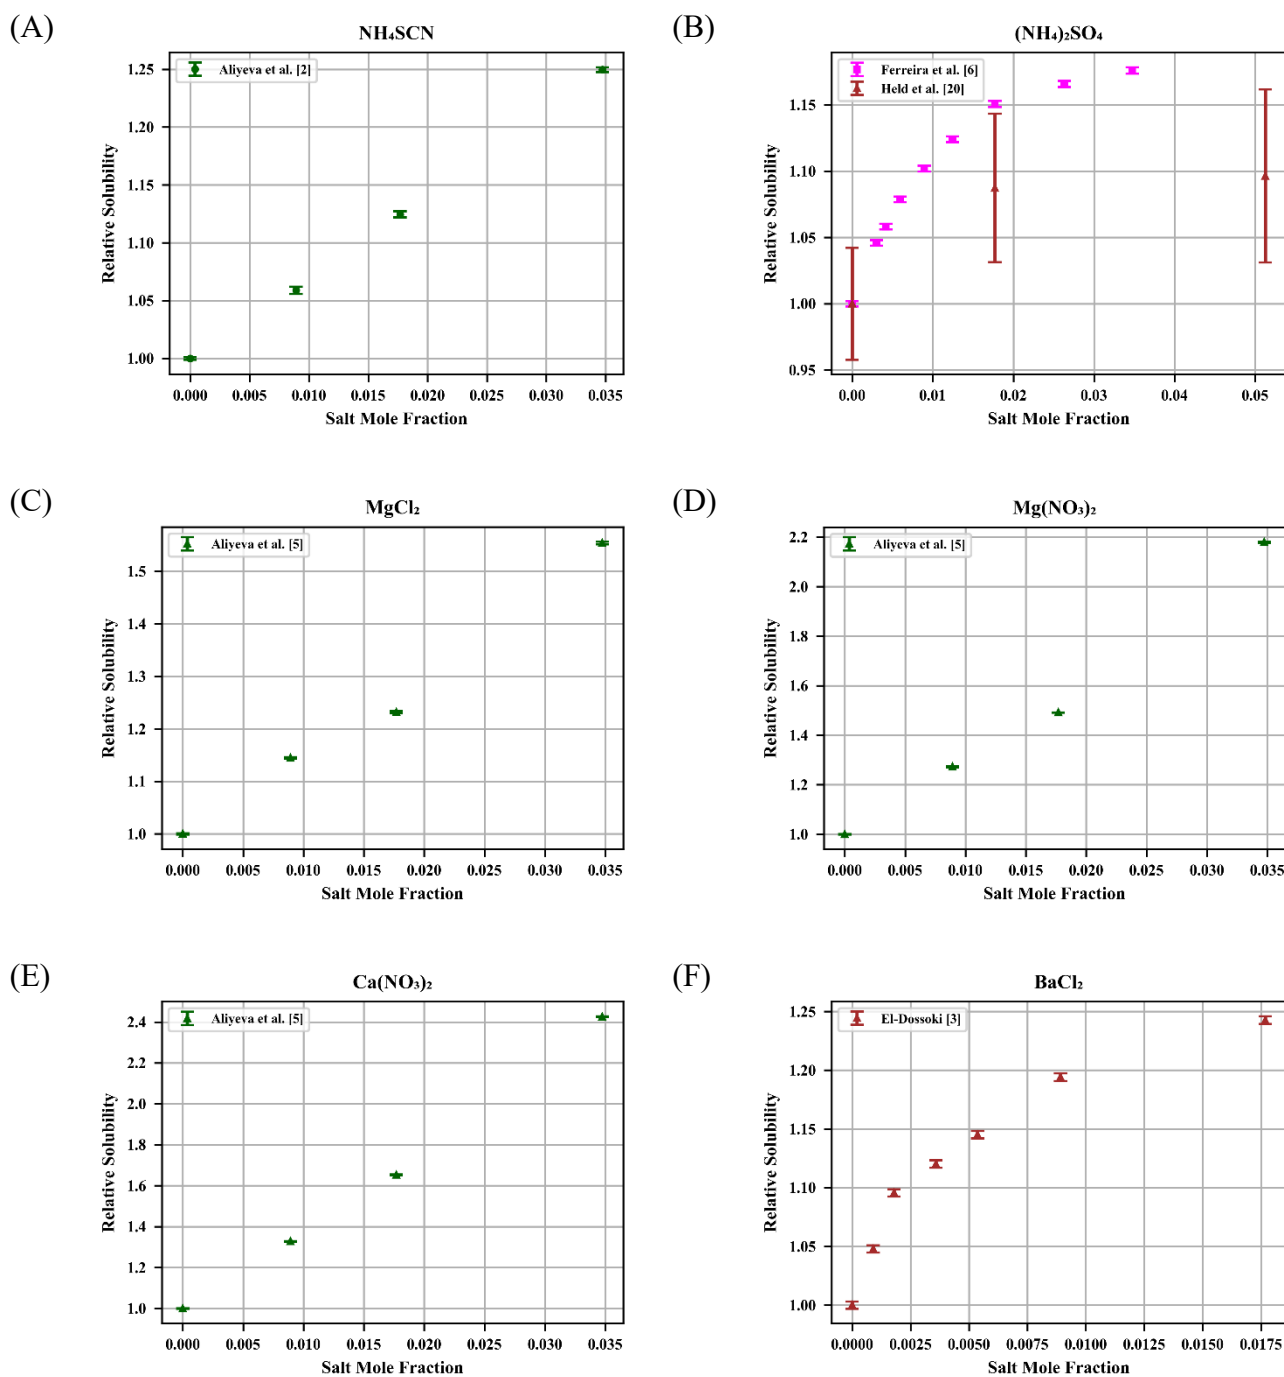 (A)
NH₄SCN
Aliyeva et al. [2]
1.25
1.20
1.15
1.10
1.05
1.00
Relative Solubility
0.000 0.005 0.010 0.015 0.020 0.025 0.030 0.035
Salt Mole Fraction
(B)
(NH₄)₂SO₄
Ferreira et al. [6]
Held et al. [20]
1.15
1.10
1.05
1.00
0.95
Relative Solubility
0.00 0.01 0.02 0.03 0.04 0.05
Salt Mole Fraction
(C)
MgCl₂
Aliyeva et al. [5]
1.5
1.4
1.3
1.2
1.1
1.0
Relative Solubility
0.000 0.005 0.010 0.015 0.020 0.025 0.030 0.035
Salt Mole Fraction
(D)
Mg(NO₃)₂
Aliyeva et al. [5]
2.2
2.0
1.8
1.6
1.4
1.2
1.0
Relative Solubility
0.000 0.005 0.010 0.015 0.020 0.025 0.030 0.035
Salt Mole Fraction
(E)
Ca(NO₃)₂
Aliyeva et al. [5]
2.4
2.2
2.0
1.8
1.6
1.4
1.2
1.0
Relative Solubility
0.000 0.005 0.010 0.015 0.020 0.025 0.030 0.035
Salt Mole Fraction
(F)
BaCl₂
El-Dossoki [3]
1.25
1.20
1.15
1.10
1.05
1.00
Relative Solubility
0.0000 0.0025 0.0050 0.0075 0.0100 0.0125 0.0150 0.0175
Salt Mole Fraction